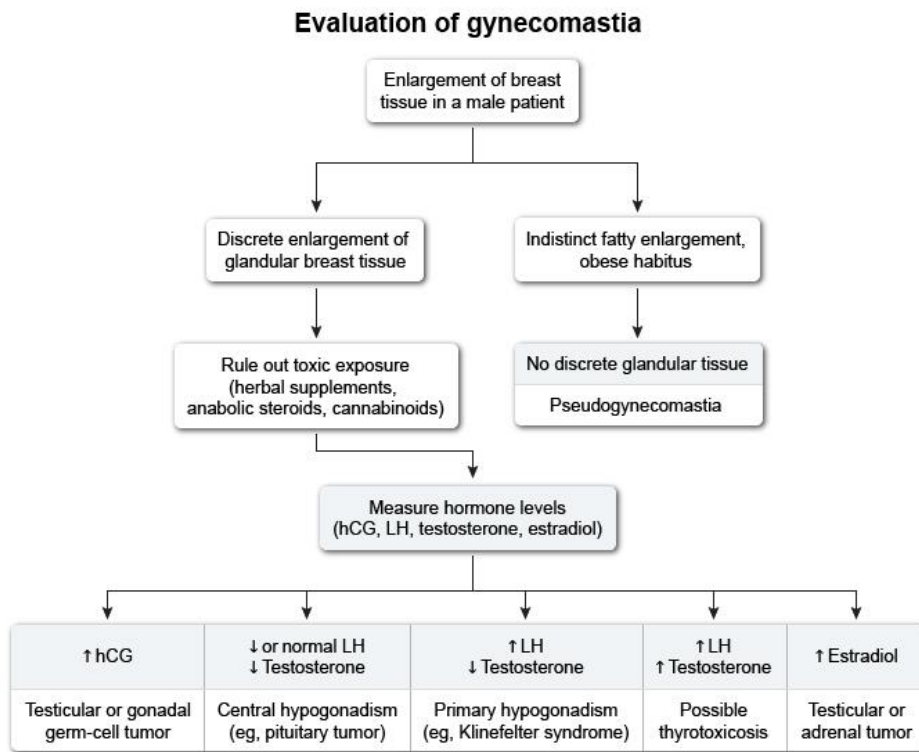 Evaluation of gynecomastia
Enlargement of breast
tissue in a male patient
Discrete enlargement of
glandular breast tissue
Indistinct fatty enlargement,
obese habitus
Rule out toxic exposure
(herbal supplements,
anabolic steroids, cannabinoids)
No discrete glandular tissue
Pseudogynecomastia
Measure hormone levels
(hCG, LH, testosterone, estradiol)
↑ hCG
Testicular or gonadal
germ-cell tumor
↓ or normal LH
↓ Testosterone
Central hypogonadism
(eg, pituitary tumor)
↑ LH
↓ Testosterone
Primary hypogonadism
(eg, Klinefelter syndrome)
↑ LH
↑ Testosterone
Possible
thyrotoxicosis
↑ Estradiol
Testicular or
adrenal tumor